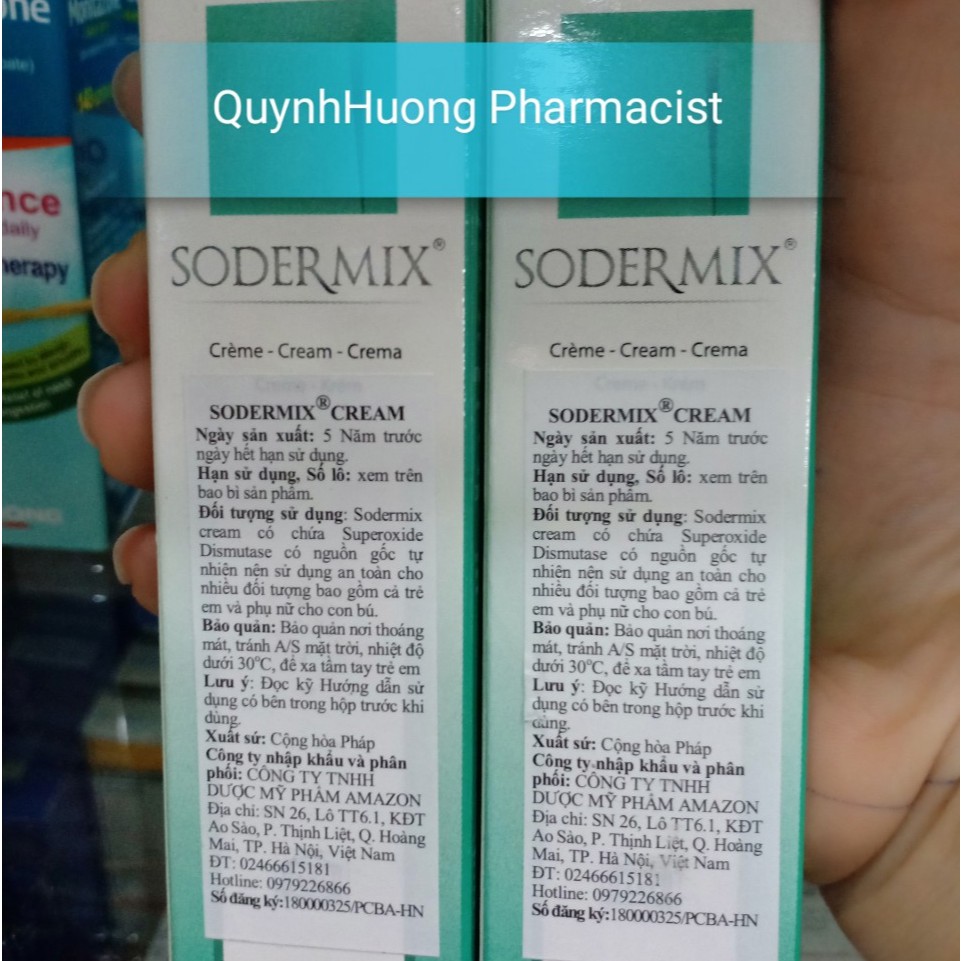 QuynhHuong Pharmacist
ne
nce
daily
herapy
SODERMIX®
Crème - Cream - Crema
SODERMIX®CREAM
Ngày sản xuất: 5 Năm trước
ngày hết hạn sử dụng.
Hạn sử dụng, Số lô: xem trên
bao bì sản phẩm.
Đối tượng sử dụng: Sodermix
cream có chứa Superoxide
Dismutase có nguồn gốc tự
nhiên nên sử dụng an toàn cho
nhiều đối tượng bao gồm cả trẻ
em và phụ nữ cho con bú.
Bảo quản: Bảo quản nơi thoáng
mát, tránh A/S mặt trời, nhiệt độ
dưới 30°C, để xa tầm tay trẻ em
Lưu ý: Đọc kỹ Hướng dẫn sử
dụng có bên trong hộp trước khi
dùng.
Xuất sứ: Cộng hòa Pháp
Công ty nhập khẩu và phân
phối: CÔNG TY TNHH
DƯỢC MỸ PHẨM AMAZON
Địa chỉ: SN 26, Lô TT6.1, KĐT
Ao Sào, P. Thịnh Liệt, Q. Hoàng
Mai, TP. Hà Nội, Việt Nam
ĐT: 02466615181
Hotline: 0979226866
Số đăng ký:180000325/PCBA-HN
SODERMIX®
Crème - Cream - Crema
SODERMIX®CREAM
Ngày sản xuất: 5 Năm trước
ngày hết hạn sử dụng.
Hạn sử dụng, Số lô: xem trên
bao bì sản phẩm.
Đối tượng sử dụng: Sodermix
cream có chứa Superoxide
Dismutase có nguồn gốc tự
nhiên nên sử dụng an toàn cho
nhiều đối tượng bao gồm cả trẻ
em và phụ nữ cho con bú.
Bảo quản: Bảo quản nơi thoáng
mát, tránh A/S mặt trời, nhiệt độ
dưới 30°C, để xa tầm tay trẻ em
Lưu ý: Đọc kỹ Hướng dẫn sử
dụng có bên trong hộp trước khi
dùng.
Xuất sứ: Cộng hòa Pháp
Công ty nhập khẩu và phân
phối: CÔNG TY TNHH
DƯỢC MỸ PHẨM AMAZON
Địa chỉ: SN 26, Lô TT6.1, KĐT
Ao Sào, P. Thịnh Liệt, Q. Hoàng
Mai, TP. Hà Nội, Việt Nam
ĐT: 02466615181
Hotline: 0979226866
Số đăng ký:180000325/PCBA-HN